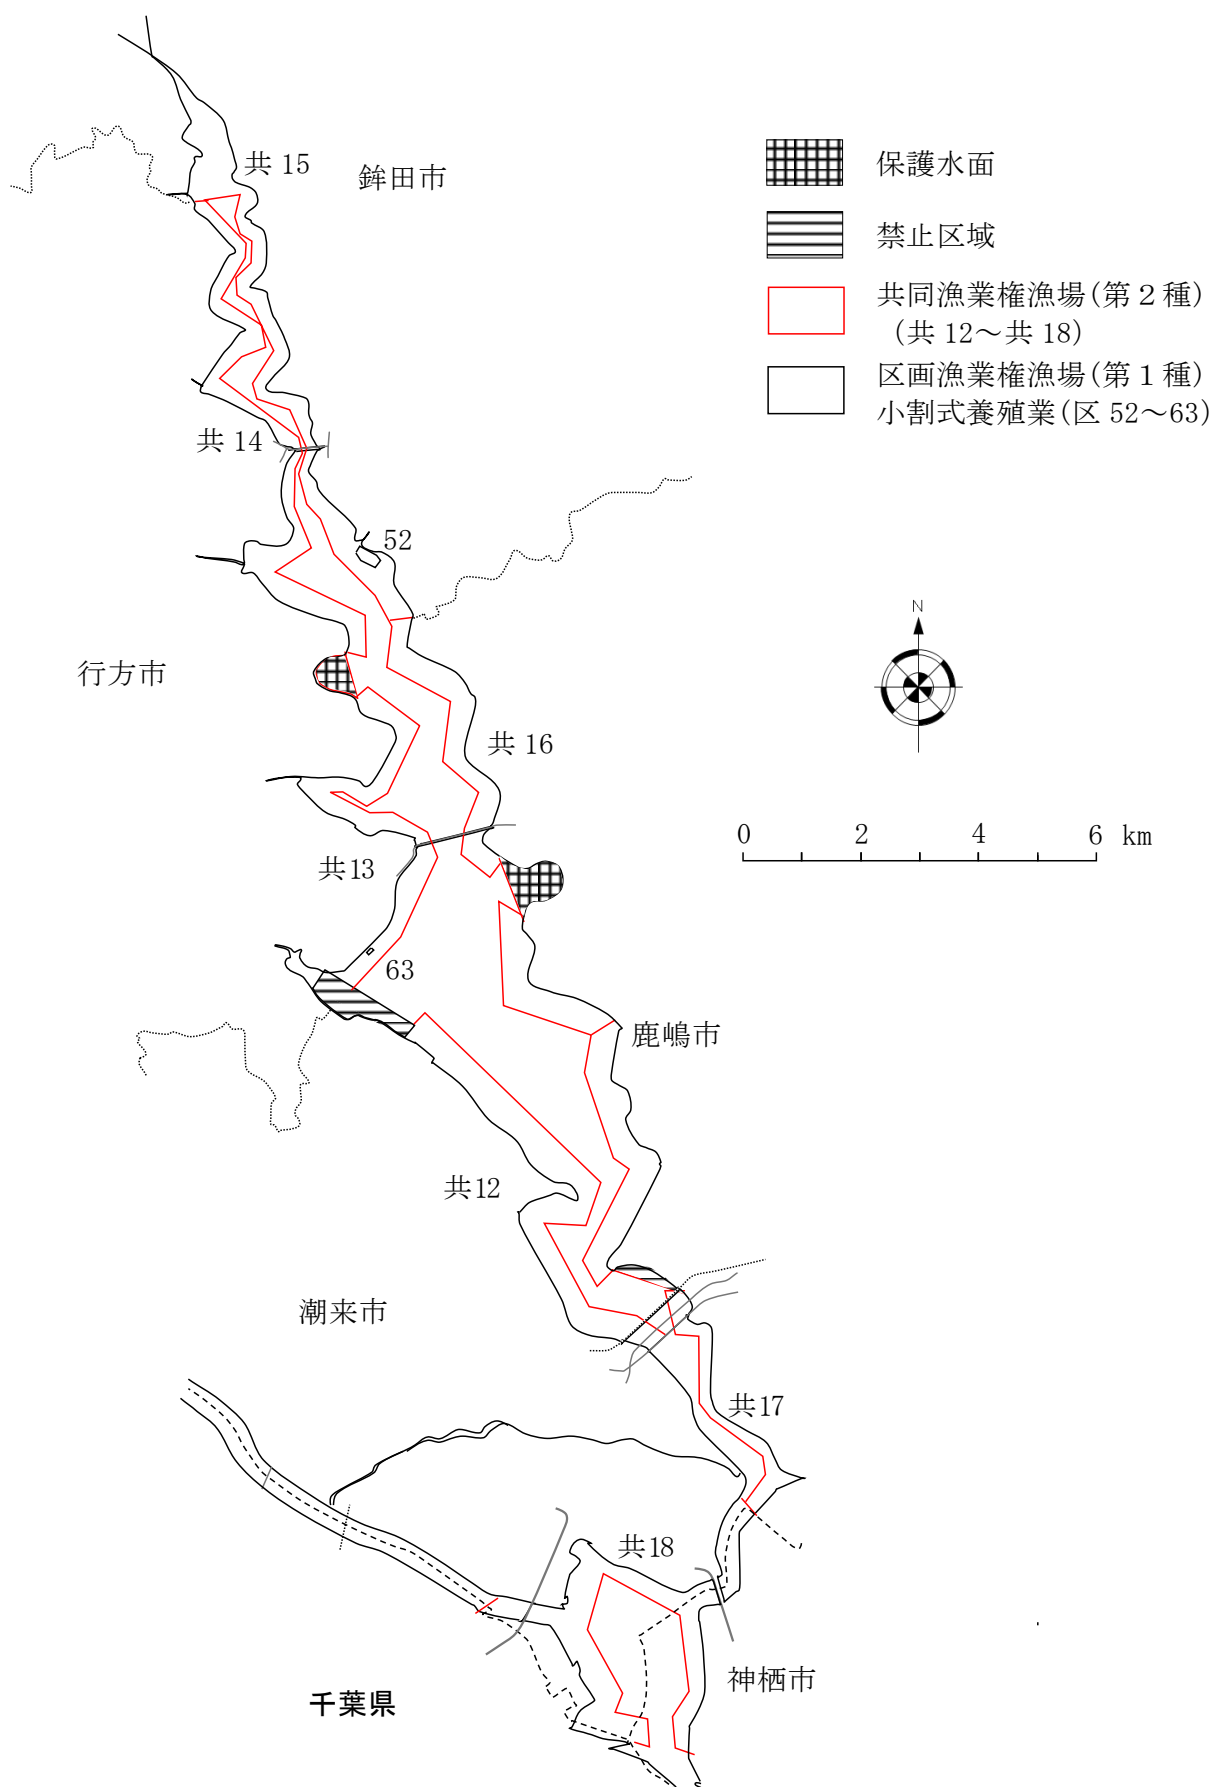 共 15
鉾田市
保護水面
禁止区域
共同漁業権漁場(第２種)
(共 12～共 18)
区画漁業権漁場(第１種)
小割式養殖業(区 52～63)
共 14
52
N
行方市
共 16
0 2 4 6 km
共13
63
鹿嶋市
共12
潮来市
共17
共18
神栖市
千葉県